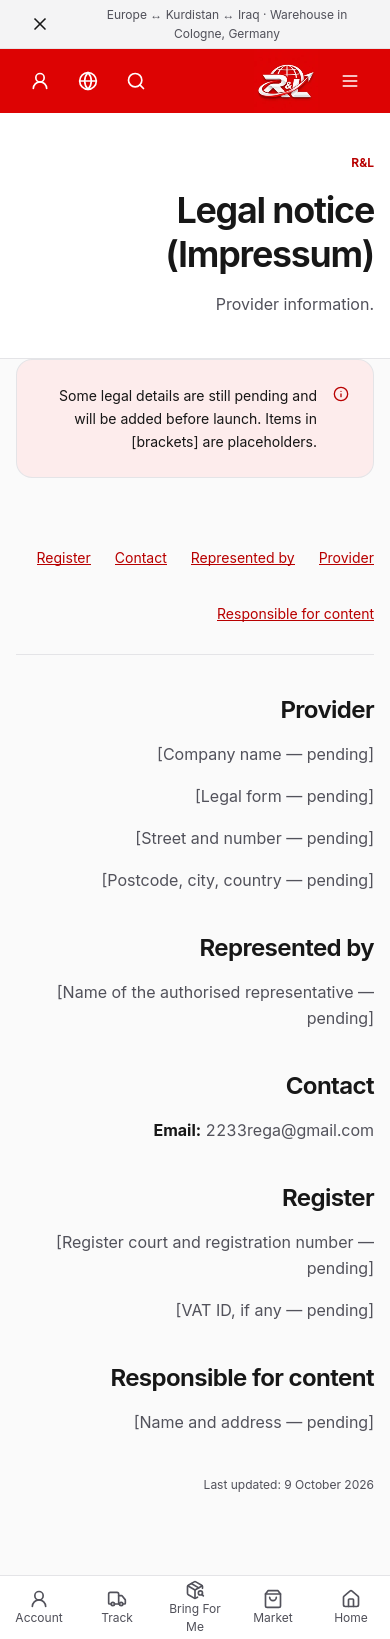 Europe ↔ Kurdistan ↔ Iraq · Warehouse in
Cologne, Germany
R&L
R&L
Legal notice
(Impressum)
Provider information.
Some legal details are still pending and
will be added before launch. Items in
[brackets] are placeholders.
Register Contact Represented by Provider
Responsible for content
Provider
[Company name — pending]
[Legal form — pending]
[Street and number — pending]
[Postcode, city, country — pending]
Represented by
[Name of the authorised representative —
pending]
Contact
Email: 2233rega@gmail.com
Register
[Register court and registration number —
pending]
[VAT ID, if any — pending]
Responsible for content
[Name and address — pending]
Last updated: 9 October 2026
Account Track Bring For Market Home
Me